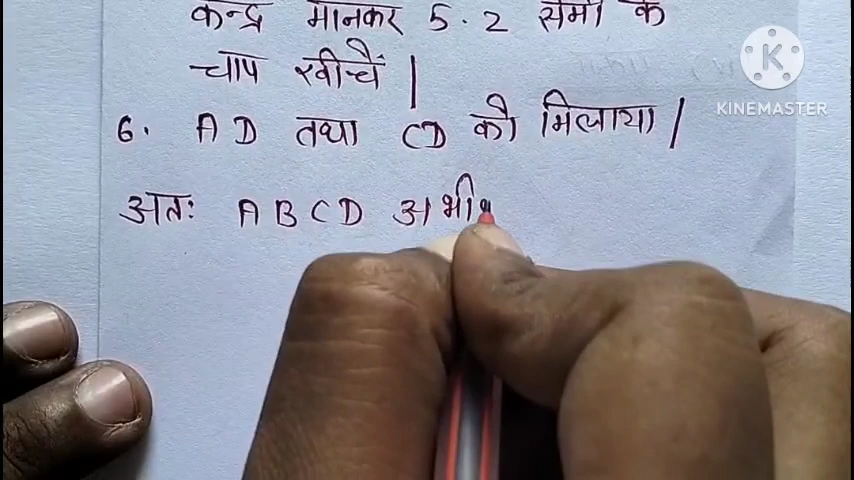 केन्द्र मानकर 5.2 सेमी के
चाप खींचें |
6. AD तथा CD को मिलाया |
अतः ABCD अभी
KINEMASTER